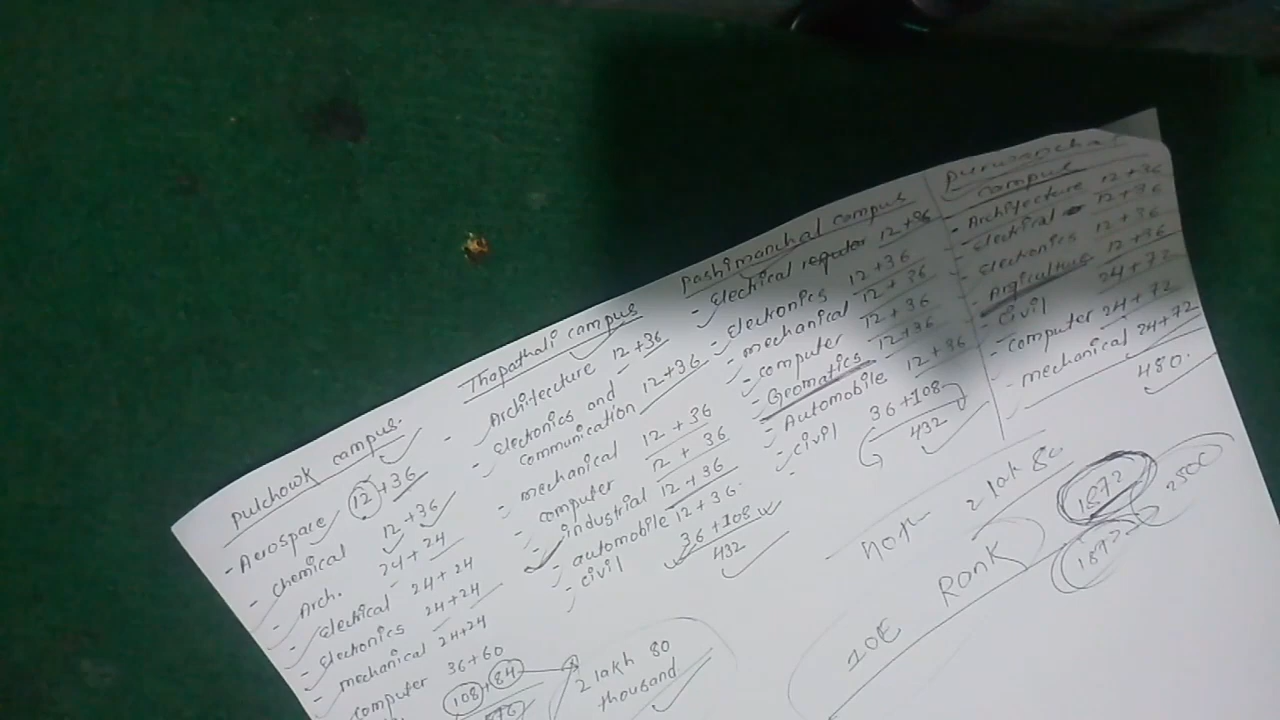 pulchowk campus.
- Aerospace (12) + 36
- chemical 12 + 36
- Arch. 24 + 24
- Electrical 24 + 24
- Electonics 24 + 24
- mechanical 24+24
computer 36+60
108 + 84
2 lakh 80
thousand
Thapathali campus
- Architecture 12 + 36
- Electonics and
communication 12+36
- mechanical 12 + 36
- computer 12 + 36
- industrial 12 + 36
- automobile 12 + 36.
- civil 36 + 108
432
pashimanchal campus
- Electrical 12 + 36
- Electronics 12 + 36
- mechanical 12 + 36
- computer 12 + 36
- Geomatics 12+36
- Automobile 12 + 36
- civil 36 + 108
432
campus
- Architecture 12 + 36
- Electrical 12 + 36
- Electonics 12 + 36
- Argiculture 12 + 36
- civil 24 + 72
- computer 24 + 72
- mechanical 24+72
480.
2 lak 80
1872
1872
2500
IOE Rank